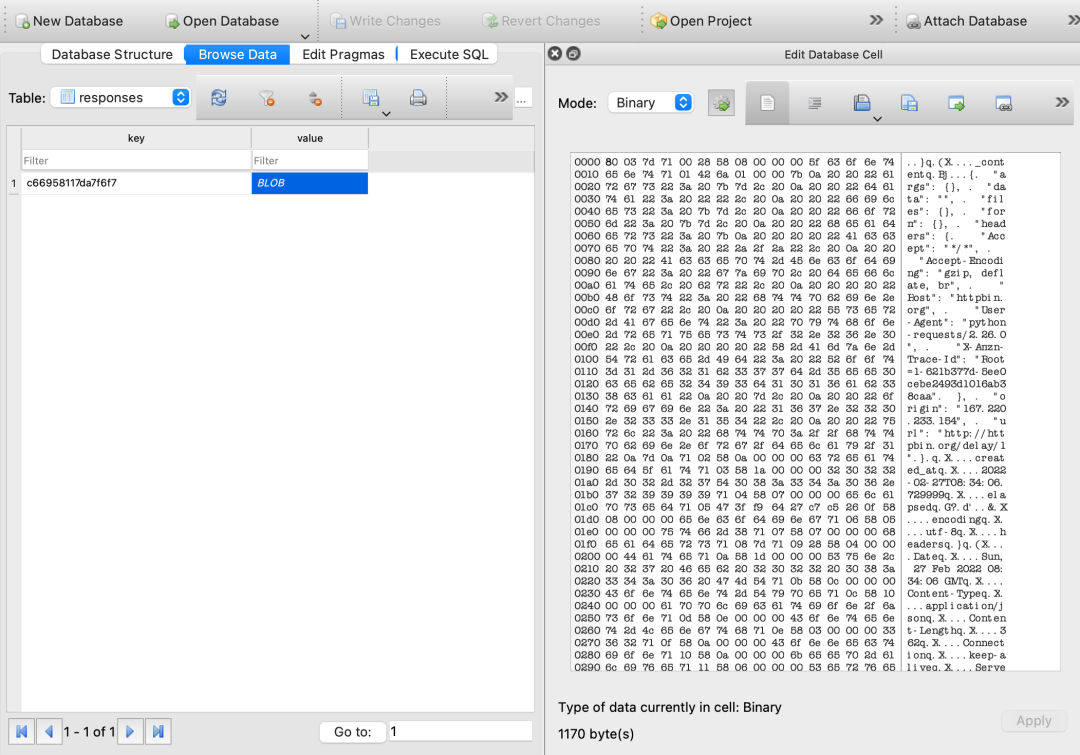 New Database
Open Database
Write Changes
Revert Changes
Open Project
Attach Database
Database Structure
Browse Data
Edit Pragmas
Execute SQL
Edit Database Cell
Table:
responses
...
Mode:
Binary
key
value
Filter
Filter
1
c66958117da7f6f7
BLOB
0000 80 03 7d 71 00 28 58 08 00 00 00 5f 63 6f 6e 74 ..}q.(X...._cont
0010 65 6e 74 71 01 42 6a 01 00 00 7b 0a 20 20 22 61 entq.Bj...{. "a
0020 72 67 73 22 3a 20 7b 7d 2c 20 0a 20 20 22 64 61 rgs": {}, . "da
0030 74 61 22 3a 20 22 22 2c 20 0a 20 20 22 66 69 6c ta": "", . "fil
0040 65 73 22 3a 20 7b 7d 2c 20 0a 20 20 22 66 6f 72 es": {}, . "for
0050 6d 22 3a 20 7b 7d 2c 20 0a 20 20 22 68 65 61 64 m": {}, . "head
0060 65 72 73 22 3a 20 7b 0a 20 20 20 20 22 41 63 63 ers": {. "Acc
0070 65 70 74 22 3a 20 22 2a 2f 2a 22 2c 20 0a 20 20 ept": "*/*", .
0080 20 20 22 41 63 63 65 70 74 2d 45 6e 63 6f 64 69 "Accept-Encodi
0090 6e 67 22 3a 20 22 67 7a 69 70 2c 20 64 65 66 6c ng": "gzip, defl
00a0 61 74 65 2c 20 62 72 22 2c 20 0a 20 20 20 20 22 ate, br", . "
00b0 48 6f 73 74 22 3a 20 22 68 74 74 70 62 69 6e 2e Host": "httpbin.
00c0 6f 72 67 22 2c 20 0a 20 20 20 20 22 55 73 65 72 org", . "User
00d0 2d 41 67 65 6e 74 22 3a 20 22 70 79 74 68 6f 6e -Agent": "python
00e0 2d 72 65 71 75 65 73 74 73 2f 32 2e 32 36 2e 30 -requests/2.26.0
00f0 22 2c 20 0a 20 20 20 20 22 58 2d 41 6d 7a 6e 2d ", . "X-Amzn-
0100 54 72 61 63 65 2d 49 64 22 3a 20 22 52 6f 6f 74 Trace-Id": "Root
0110 3d 31 2d 36 32 31 62 33 37 37 64 2d 35 65 65 30 =1-621b377d-5ee0
0120 63 65 62 65 32 34 39 33 64 31 30 31 36 61 62 33 cebe2493d1016ab3
0130 38 63 61 61 22 0a 20 20 7d 2c 20 0a 20 20 22 6f 8caa". }, . "o
0140 72 69 67 69 6e 22 3a 20 22 31 36 37 2e 32 32 30 rigin": "167.220
0150 2e 32 33 33 2e 31 35 34 22 2c 20 0a 20 20 22 75 .233.154", . "u
0160 72 6c 22 3a 20 22 68 74 74 70 3a 2f 2f 68 74 74 rl": "http://htt
0170 70 62 69 6e 2e 6f 72 67 2f 64 65 6c 61 79 2f 31 pbin.org/delay/1
0180 22 0a 7d 0a 71 02 58 0a 00 00 00 63 72 65 61 74 ".}.q.X....creat
0190 65 64 5f 61 74 71 03 58 1a 00 00 00 32 30 32 32 ed_atq.X....2022
01a0 2d 30 32 2d 32 37 54 30 38 3a 33 34 3a 30 36 2e -02-27T08:34:06.
01b0 37 32 39 39 39 39 71 04 58 07 00 00 00 65 6c 61 729999q.X....ela
01c0 70 73 65 64 71 05 47 3f f9 64 27 c7 c5 26 0f 58 psedq.G?.d'..&.X
01d0 08 00 00 00 65 6e 63 6f 64 69 6e 67 71 06 58 05 ....encodingq.X.
01e0 00 00 00 75 74 66 2d 38 71 07 58 07 00 00 00 68 ...utf-8q.X....h
01f0 65 61 64 65 72 73 71 08 7d 71 09 28 58 04 00 00 eadersq.}q.(X...
0200 00 44 61 74 65 71 0a 58 1d 00 00 00 53 75 6e 2c .Dateq.X....Sun,
0210 20 32 37 20 46 65 62 20 32 30 32 32 20 30 38 3a 27 Feb 2022 08:
0220 33 34 3a 30 36 20 47 4d 54 71 0b 58 0c 00 00 00 34:06 GMTq.X....
0230 43 6f 6e 74 65 6e 74 2d 54 79 70 65 71 0c 58 10 Content-Typeq.X.
0240 00 00 00 61 70 70 6c 69 63 61 74 69 6f 6e 2f 6a ...application/j
0250 73 6f 6e 71 0d 58 0e 00 00 00 43 6f 6e 74 65 6e sonq.X....Conten
0260 74 2d 4c 65 6e 67 74 68 71 0e 58 03 00 00 00 33 t-Lengthq.X....3
0270 36 32 71 0f 58 0a 00 00 00 43 6f 6e 6e 65 63 74 62q.X....Connect
0280 69 6f 6e 71 10 58 0a 00 00 00 6b 65 65 70 2d 61 ionq.X....keep-a
0290 6c 69 76 65 71 11 58 06 00 00 00 53 65 72 76 65 liveq.X....Serve
1 - 1 of 1
Go to:
1
Type of data currently in cell: Binary
1170 byte(s)
Apply